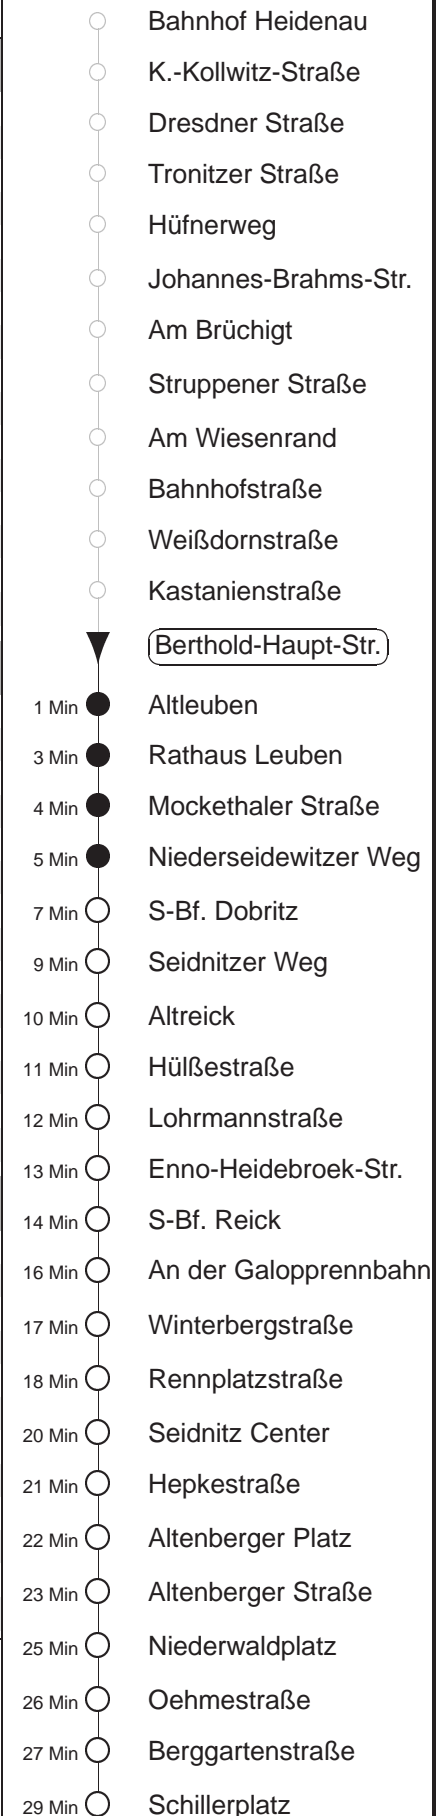 Bahnhof Heidenau
K.-Kollwitz-Straße
Dresdner Straße
Tronitzer Straße
Hüfnerweg
Johannes-Brahms-Str.
Am Brüchigt
Struppener Straße
Am Wiesenrand
Bahnhofstraße
Weißdornstraße
Kastanienstraße
Berthold-Haupt-Str.
1 Min Altleuben
3 Min Rathaus Leuben
4 Min Mockethaler Straße
5 Min Niederseidewitzer Weg
7 Min S-Bf. Dobritz
9 Min Seidnitzer Weg
10 Min Altreick
11 Min Hülßestraße
12 Min Lohrmannstraße
13 Min Enno-Heidebroek-Str.
14 Min S-Bf. Reick
16 Min An der Galopprennbahn
17 Min Winterbergstraße
18 Min Rennplatzstraße
20 Min Seidnitz Center
21 Min Hepkestraße
22 Min Altenberger Platz
23 Min Altenberger Straße
25 Min Niederwaldplatz
26 Min Oehmestraße
27 Min Berggartenstraße
29 Min Schillerplatz